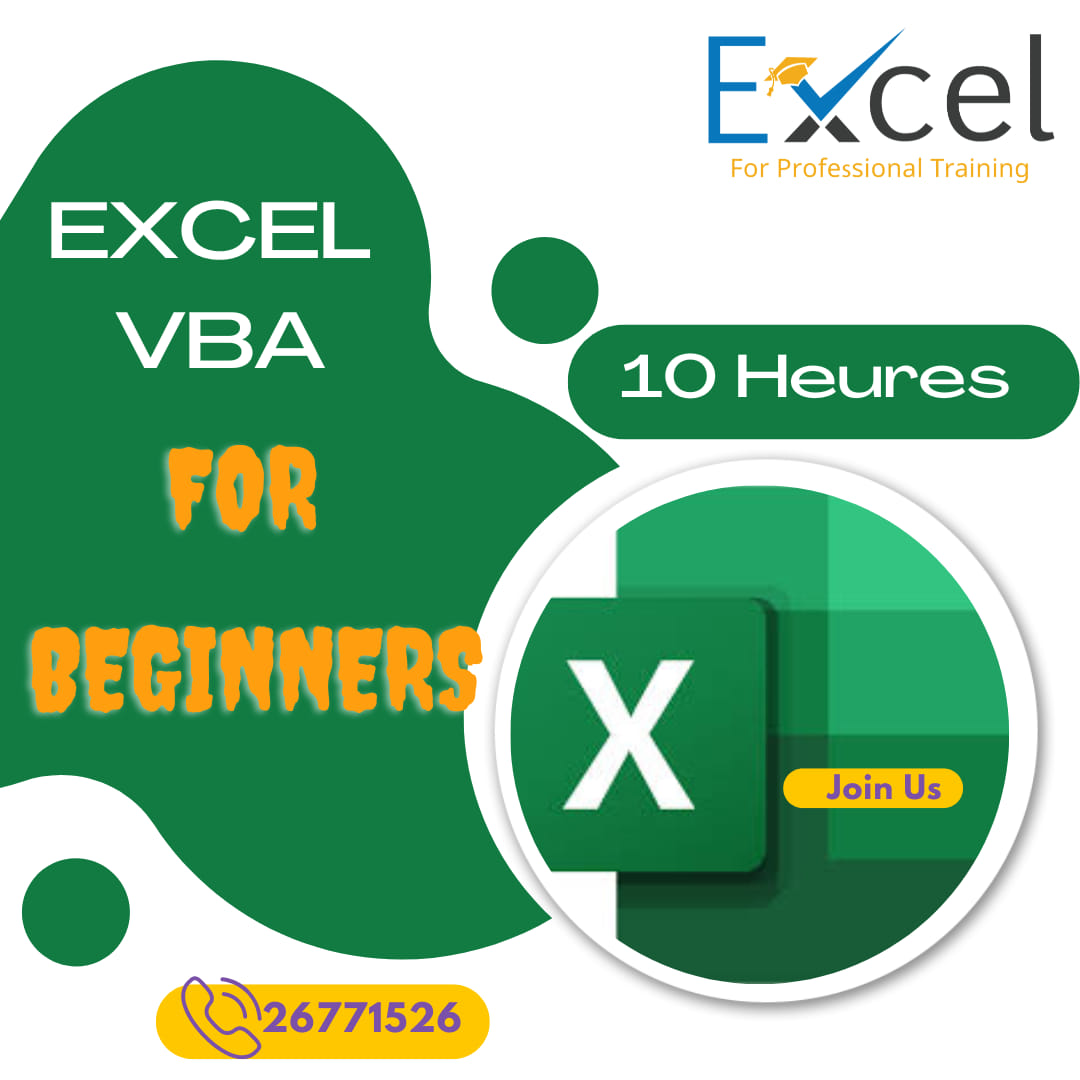 Excel
For Professional Training
EXCEL
VBA
FOR
BEGINNERS
10 Heures
X
Join Us
26771526